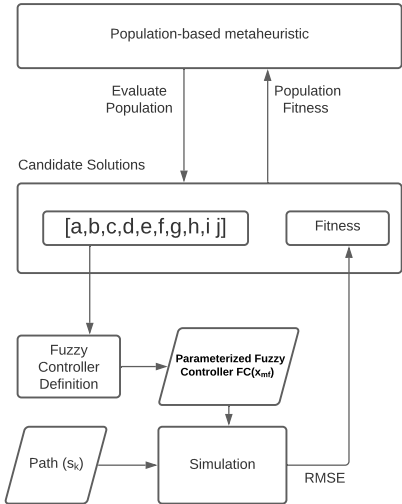 Population-based metaheuristic
Evaluate
Population
Population
Fitness
Candidate Solutions
[a,b,c,d,e,f,g,h,i j]
Fitness
Fuzzy
Controller
Definition
Parameterized Fuzzy
Controller FC(xmf)
Path (sk)
Simulation
RMSE